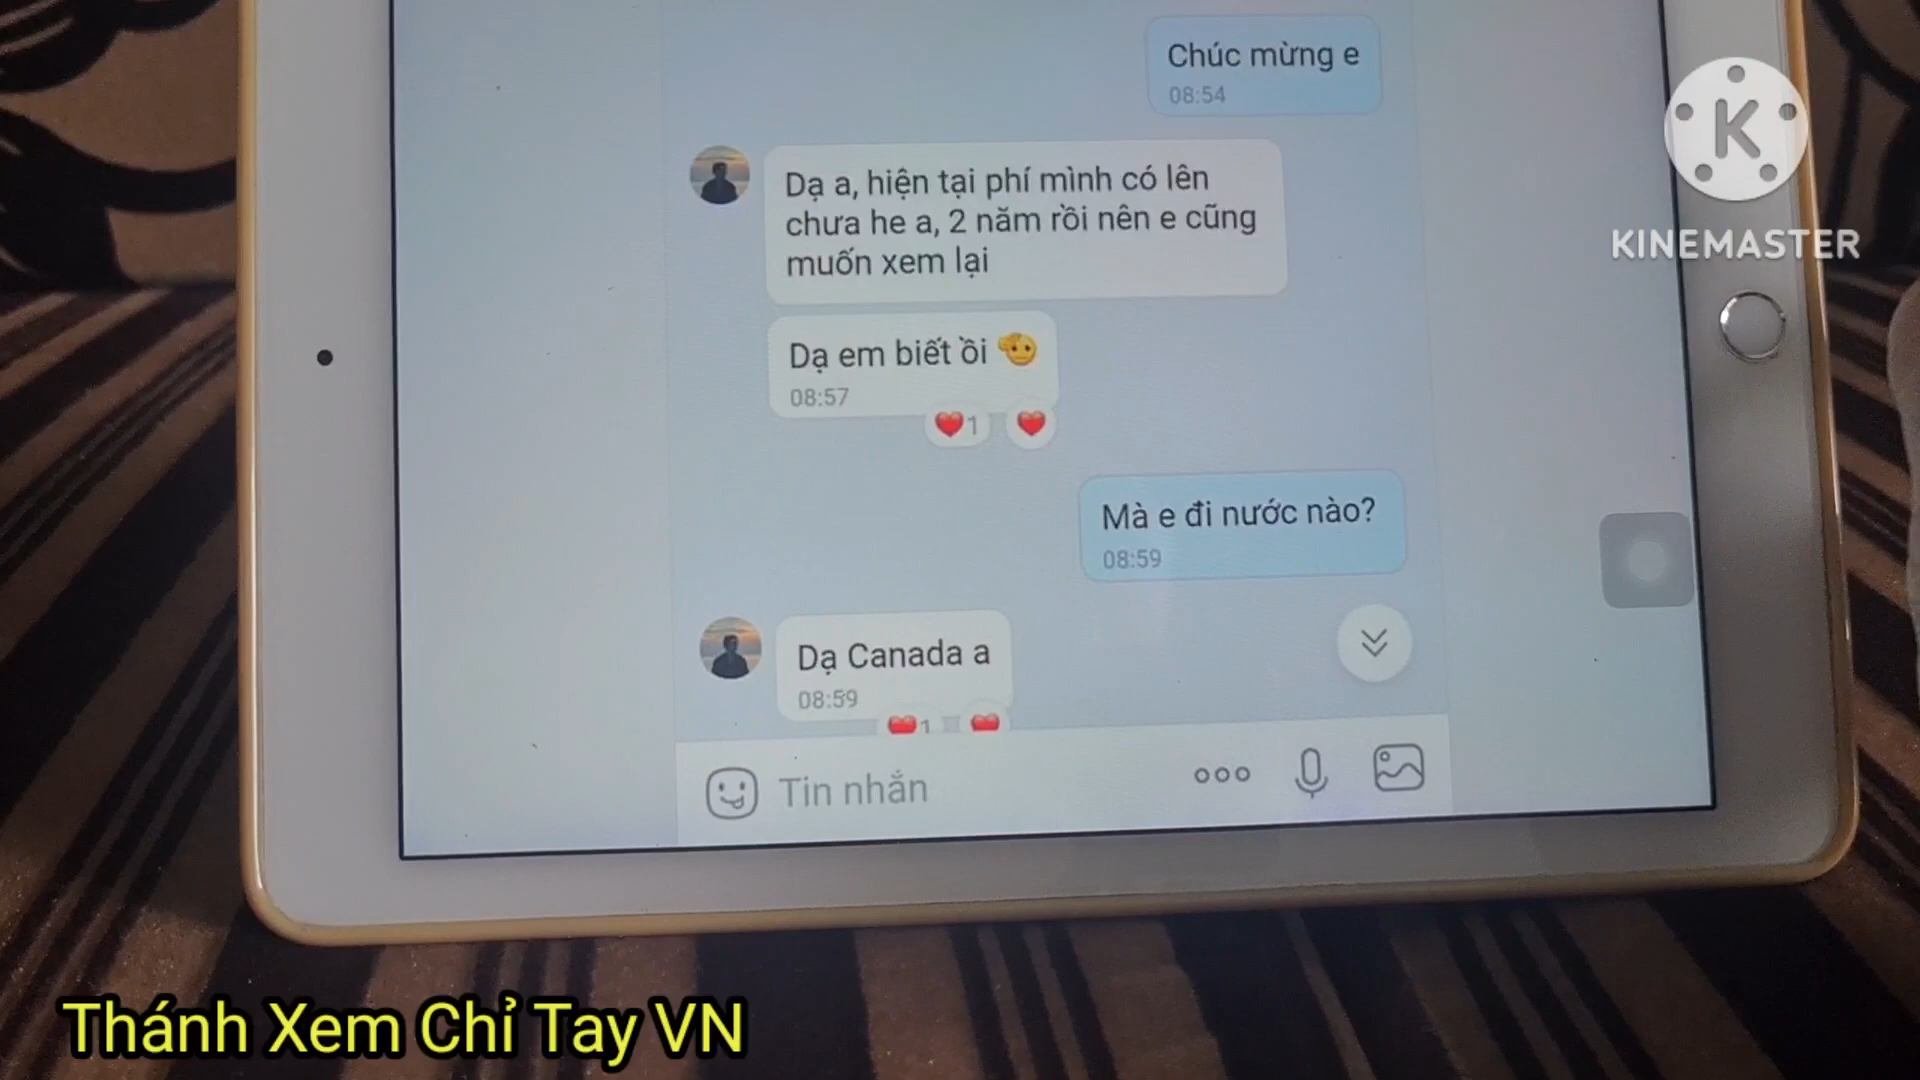 Chúc mừng e
08:54
K
KINEMASTER
Dạ a, hiện tại phí mình có lên
chưa he a, 2 năm rồi nên e cũng
muốn xem lại
Dạ em biết ồi 🫡
08:57
❤️1 ❤️
Mà e đi nước nào?
08:59
Dạ Canada a
08:59
❤️1 ❤️
Tin nhắn
Thánh Xem Chỉ Tay VN